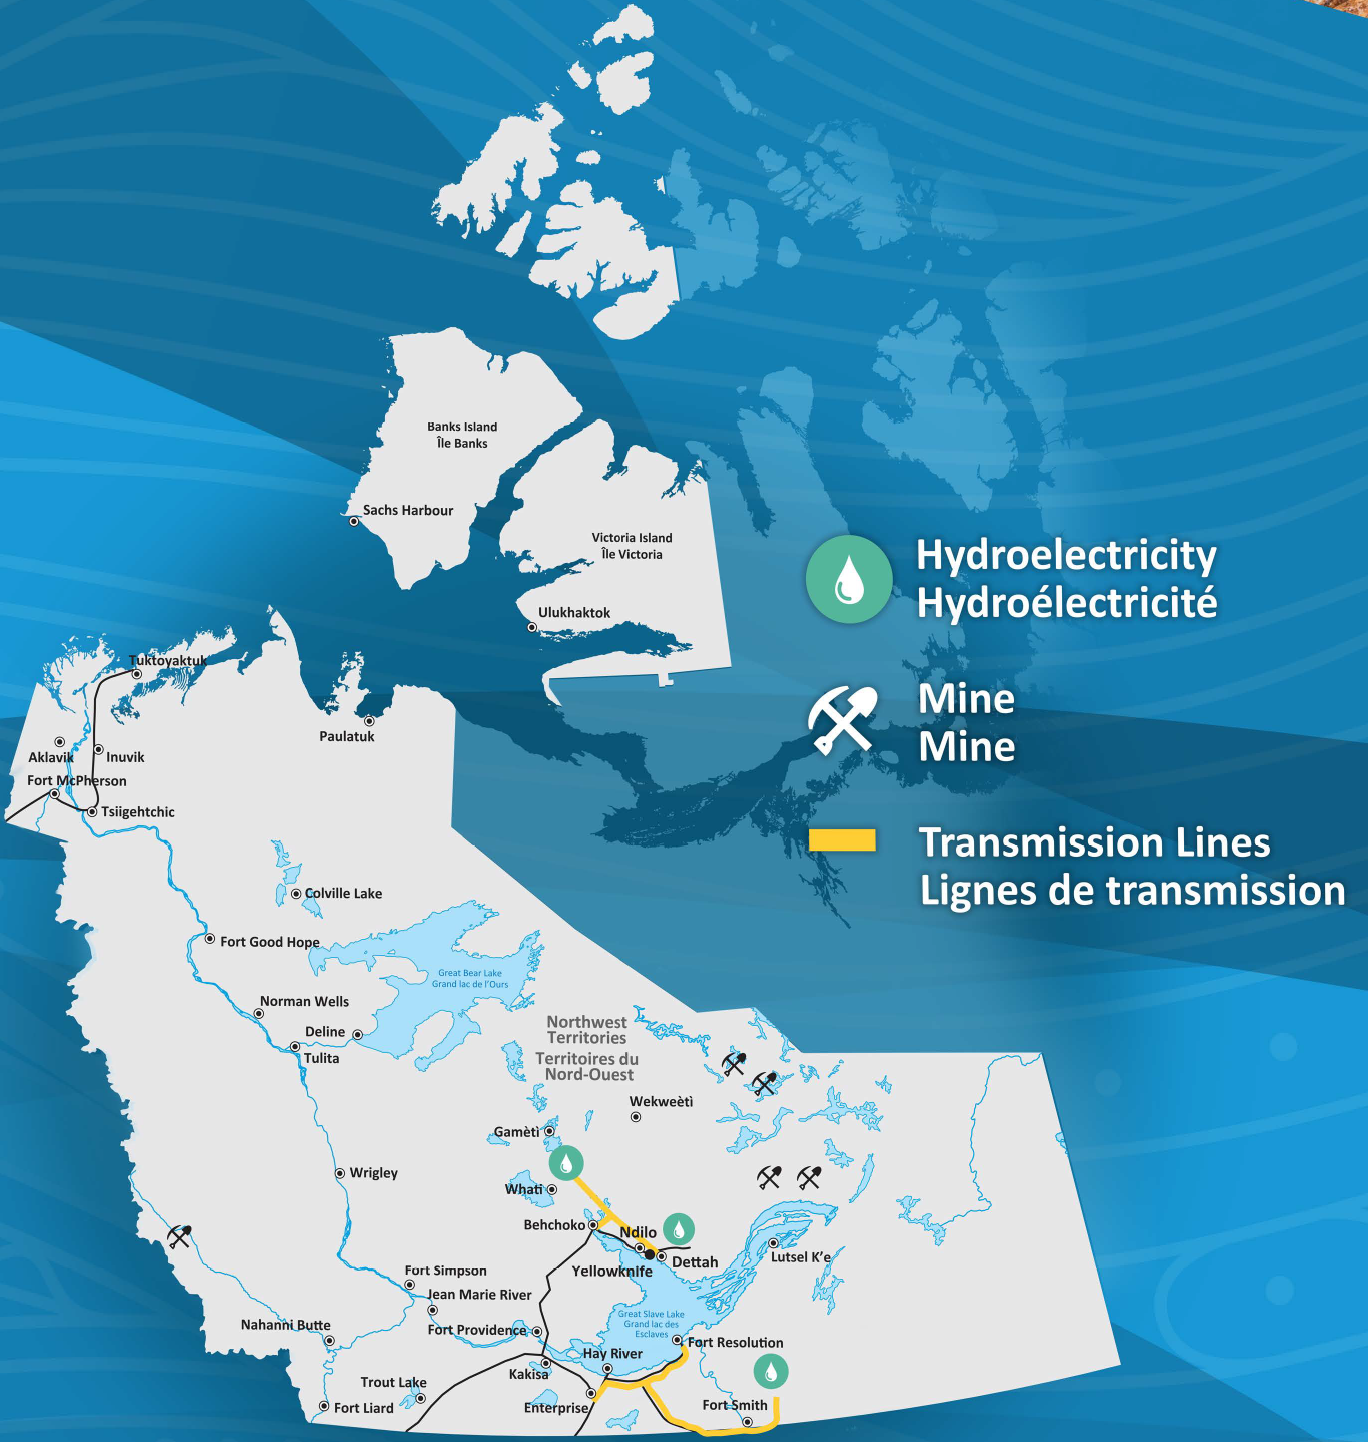 Banks Island
Île Banks
Sachs Harbour
Victoria Island
Île Victoria
Ulukhaktok
Hydroelectricity
Hydroélectricité
Mine
Mine
Transmission Lines
Lignes de transmission
Tuktoyaktuk
Paulatuk
Aklavik
Inuvik
Fort McPherson
Tsiigehtchic
Colville Lake
Fort Good Hope
Great Bear Lake
Grand lac de l'Ours
Norman Wells
Deline
Tulita
Northwest
Territories
Territoires du
Nord-Ouest
Wekweètì
Gamètì
Wrigley
Whatì
Behchoko
Ndilo
Dettah
Yellowknife
Lutsel K'e
Fort Simpson
Jean Marie River
Great Slave Lake
Grand lac des
Esclaves
Nahanni Butte
Fort Providence
Fort Resolution
Hay River
Kakisa
Trout Lake
Fort Liard
Enterprise
Fort Smith